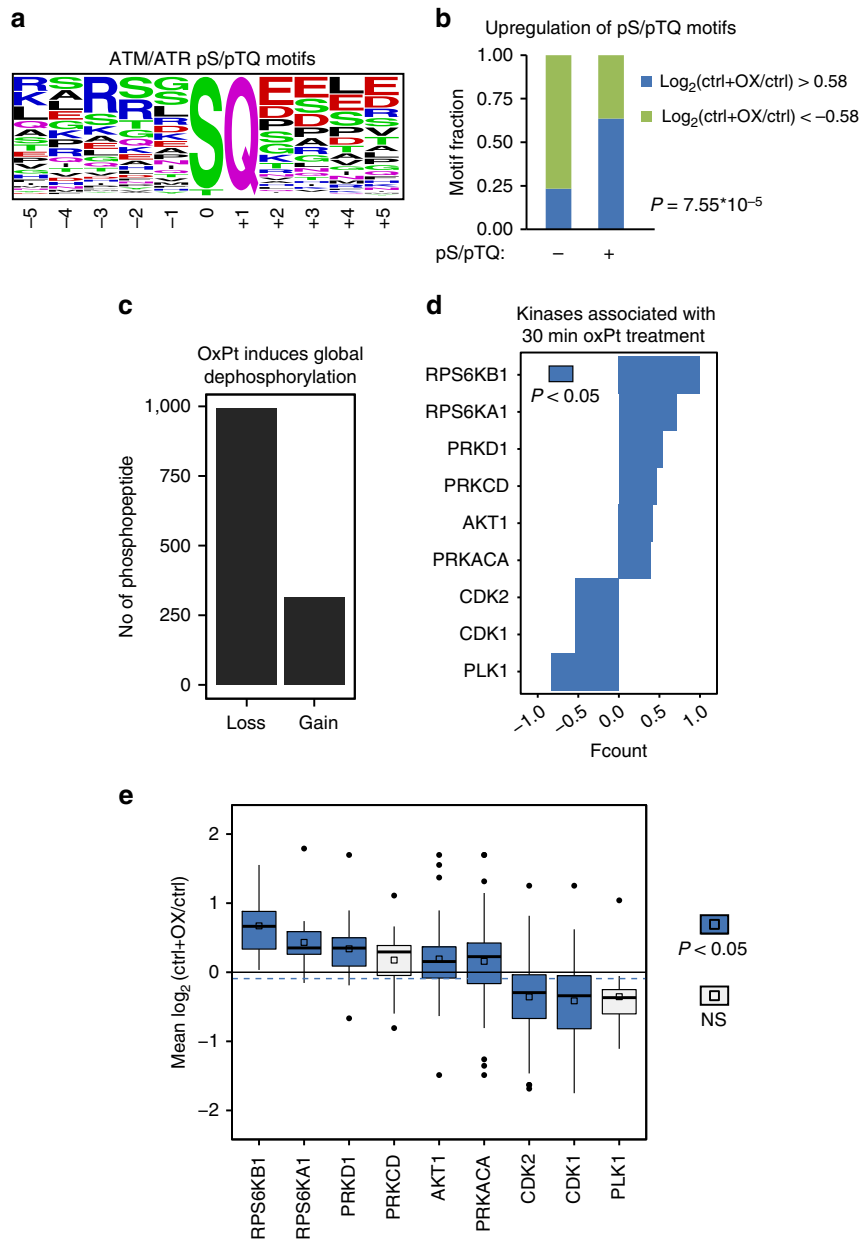 a
ATM/ATR pS/pTQ motifs
SQ
−5 −4 −3 −2 −1 0 +1 +2 +3 +4 +5
b
Upregulation of pS/pTQ motifs
Motif fraction
1.00
0.75
0.50
0.25
0.00
pS/pTQ: − +
Log2(ctrl+OX/ctrl) > 0.58
Log2(ctrl+OX/ctrl) < −0.58
P = 7.55*10−5
c
OxPt induces global
dephosphorylation
No of phosphopeptide
1,000
750
500
250
0
Loss Gain
d
Kinases associated with
30 min oxPt treatment
P < 0.05
RPS6KB1
RPS6KA1
PRKD1
PRKCD
AKT1
PRKACA
CDK2
CDK1
PLK1
−1.0 −0.5 0.0 0.5 1.0
Fcount
e
Mean log2 (ctrl+OX/ctrl)
2
1
0
−1
−2
RPS6KB1 RPS6KA1 PRKD1 PRKCD AKT1 PRKACA CDK2 CDK1 PLK1
P < 0.05
NS